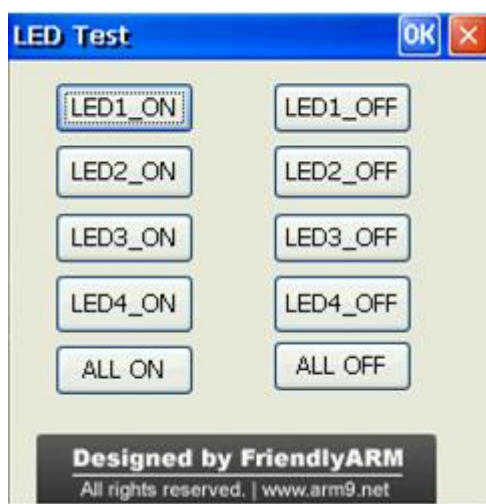 LED Test OK
LED1_ON LED1_OFF
LED2_ON LED2_OFF
LED3_ON LED3_OFF
LED4_ON LED4_OFF
ALL ON ALL OFF
Designed by FriendlyARM
All rights reserved. | www.arm9.net